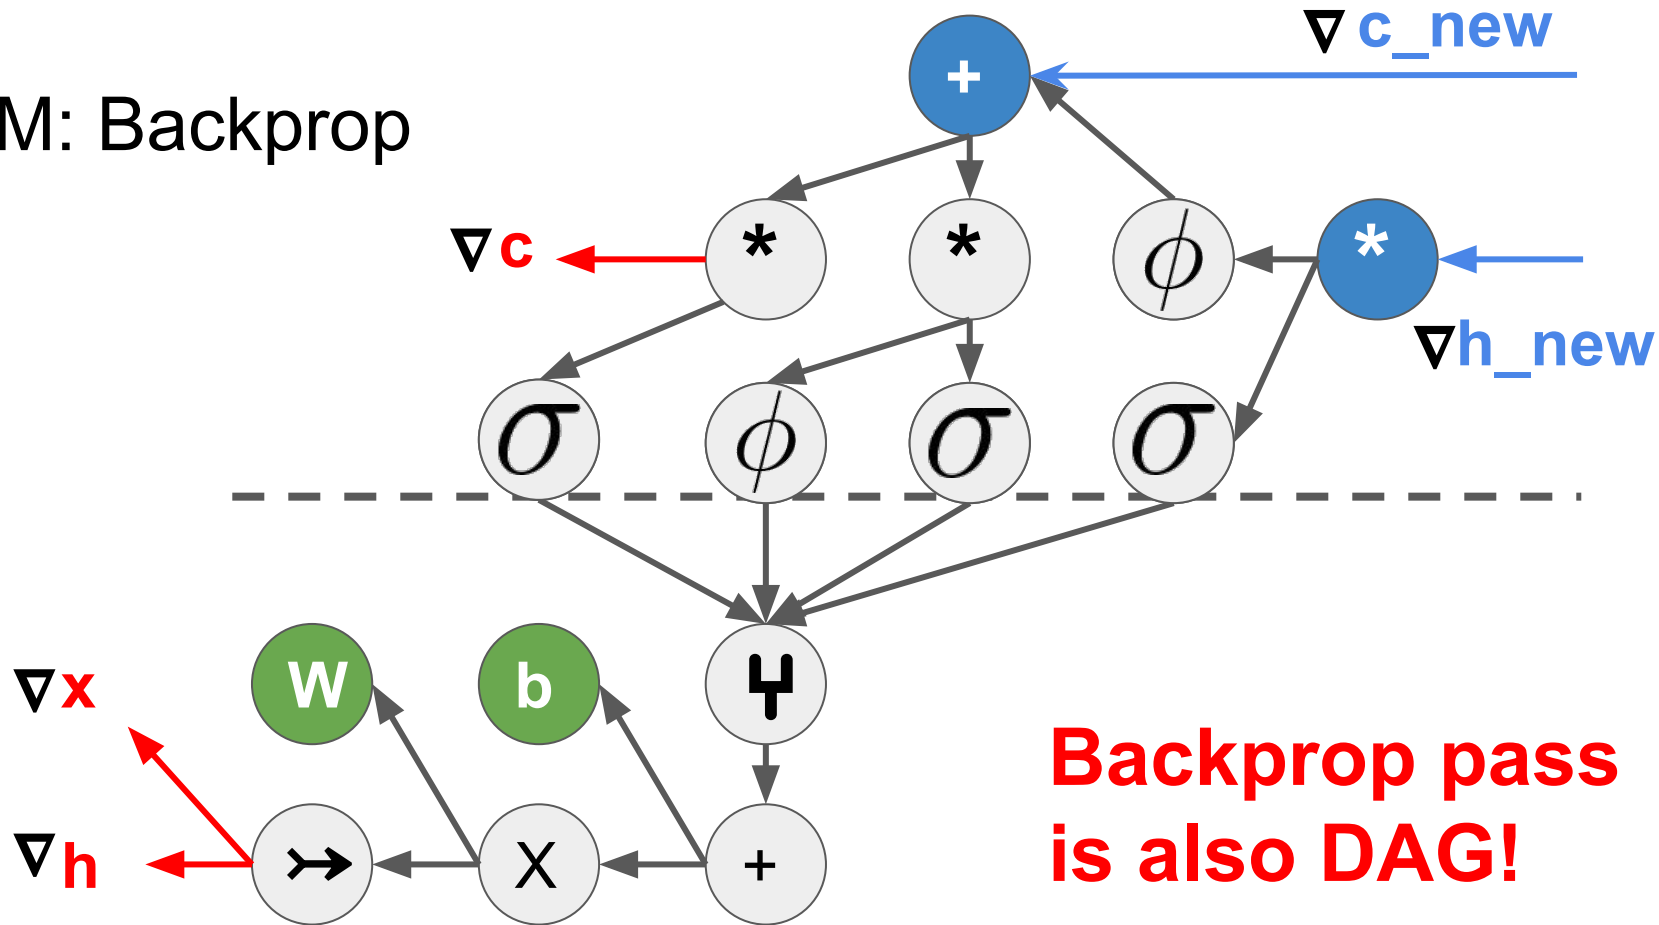 ∇ c_new
+
M: Backprop
∇ c
*
*
ϕ
*
∇h_new
σ
ϕ
σ
σ
∇ x
W
b
Backprop pass
is also DAG!
∇ h
X
+